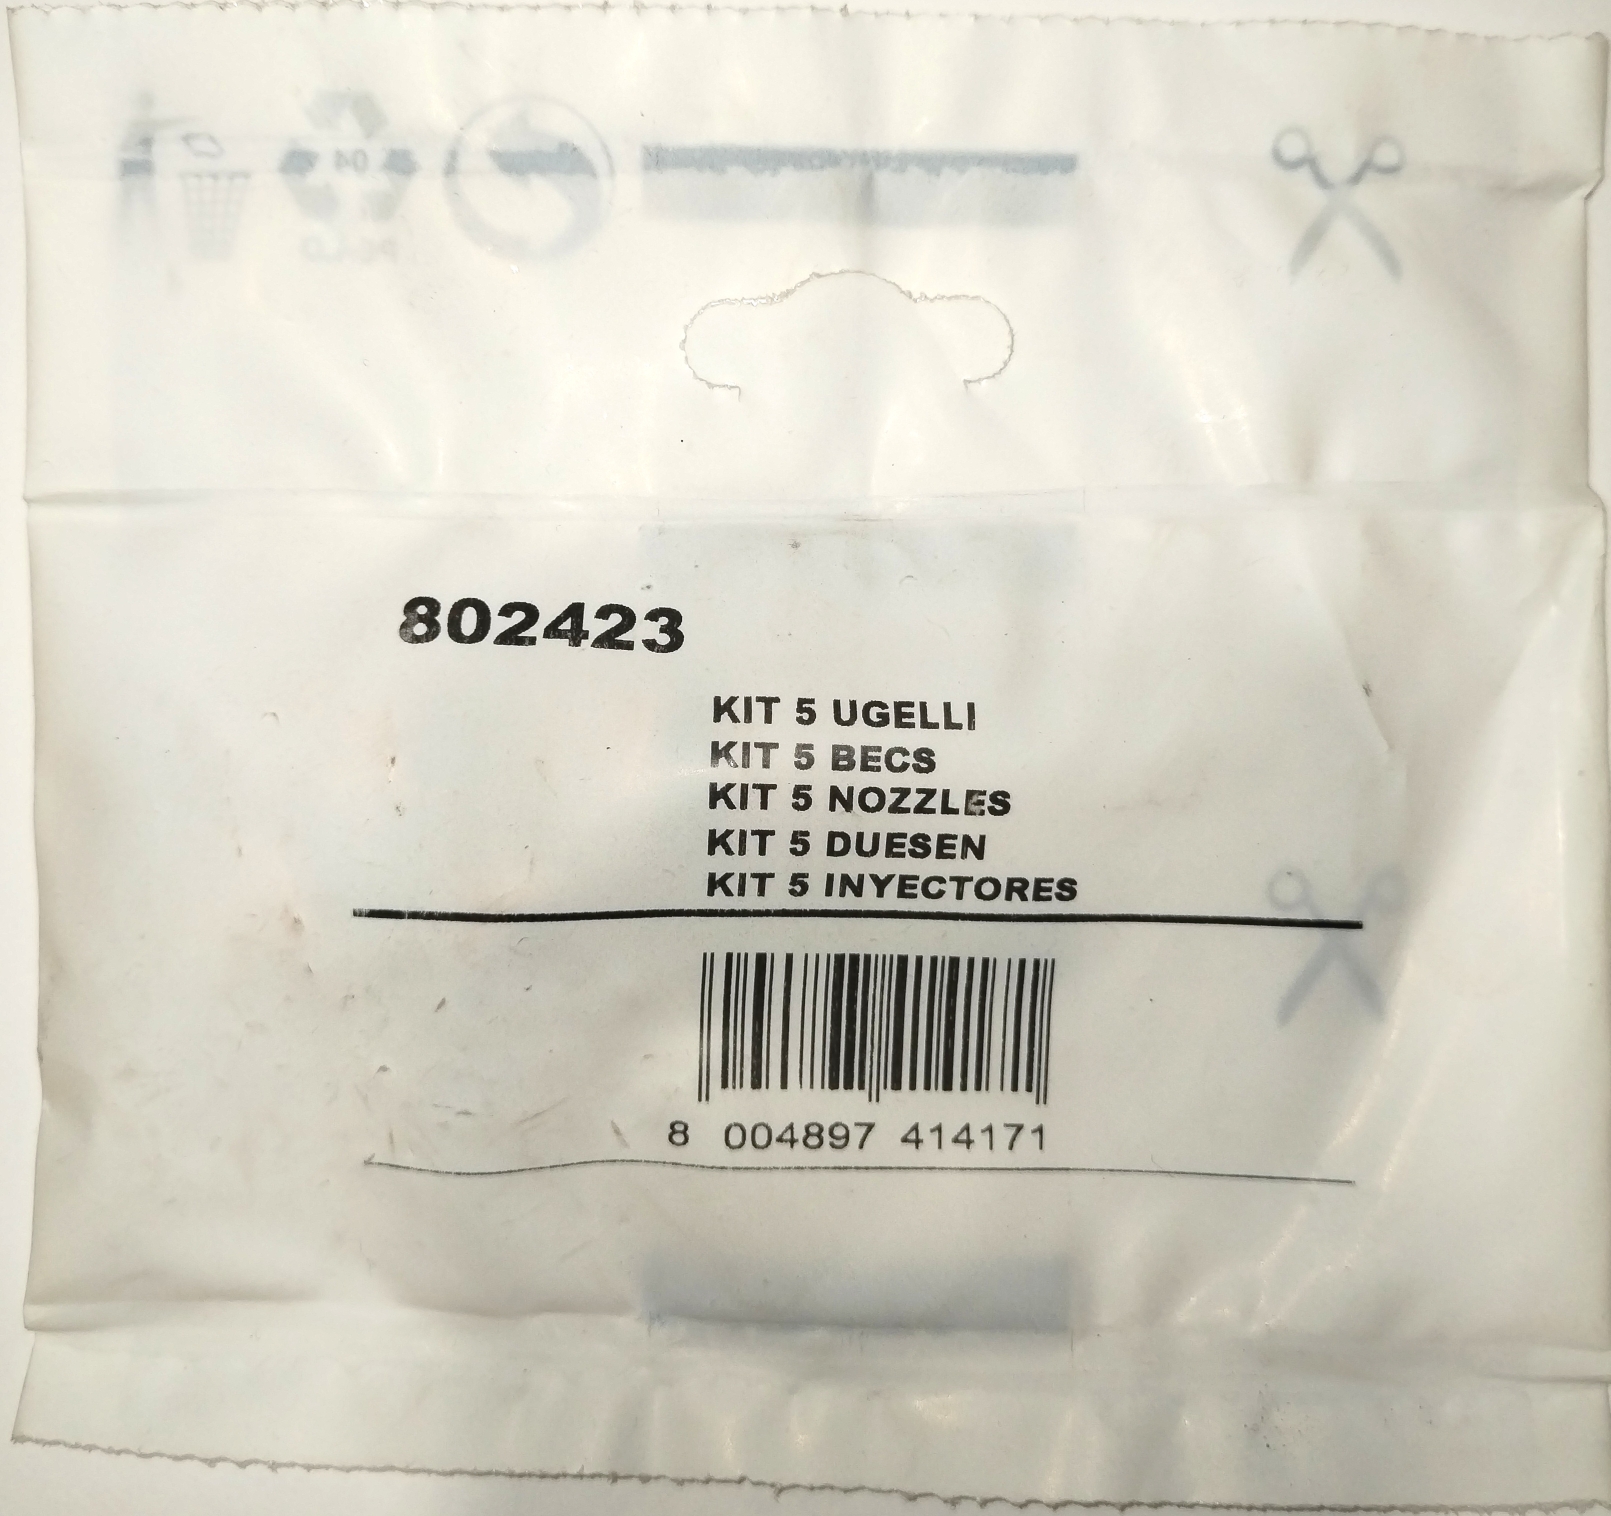 802423
KIT 5 UGELLI
KIT 5 BECS
KIT 5 NOZZLES
KIT 5 DUESEN
KIT 5 INYECTORES
8 004897 414171